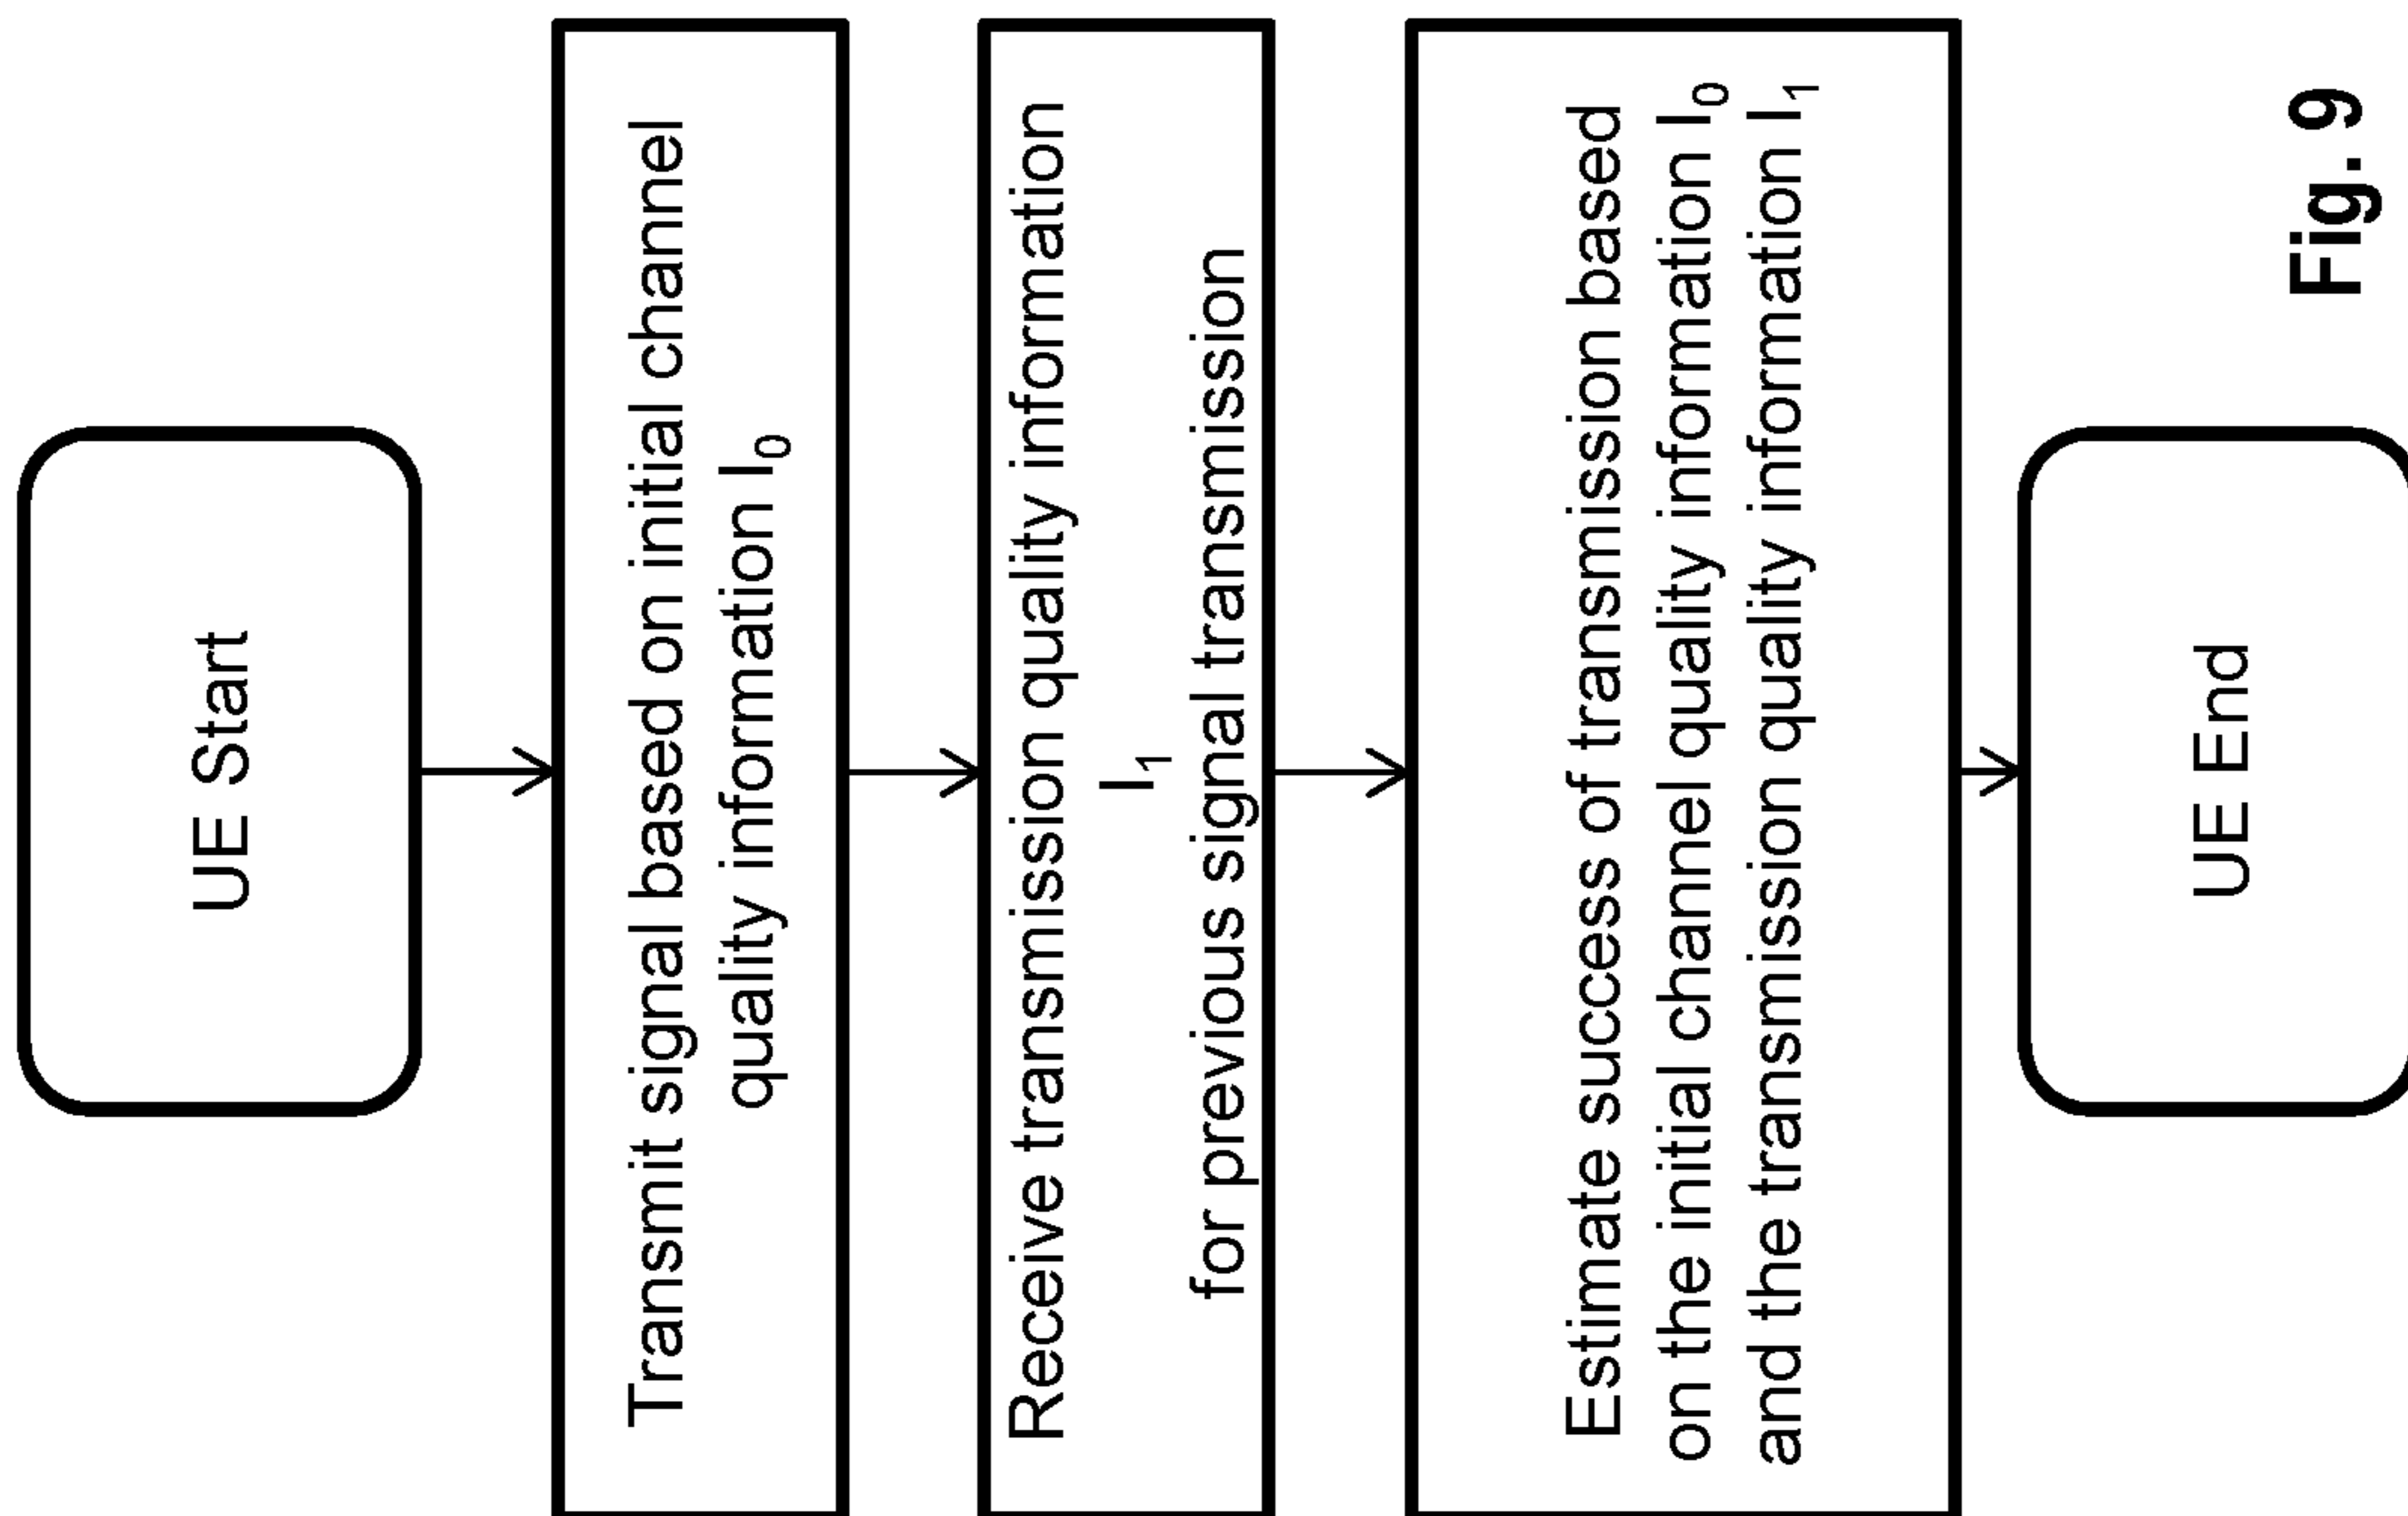 UE Start
Transmit signal based on initial channel
quality information I₀
Receive transmission quality information
I₁
for previous signal transmission
Estimate success of transmission based
on the initial channel quality information I₀
and the transmission quality information I₁
UE End
Fig. 9